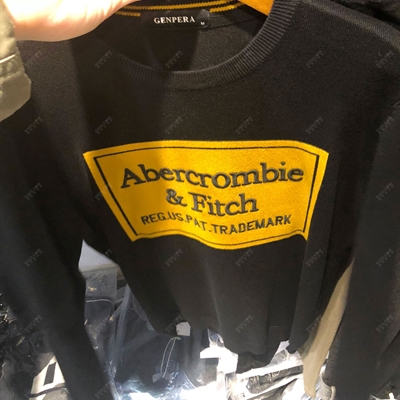 GENPERA M
Abercrombie
& Fitch
REG.US.PAT.TRADEMARK